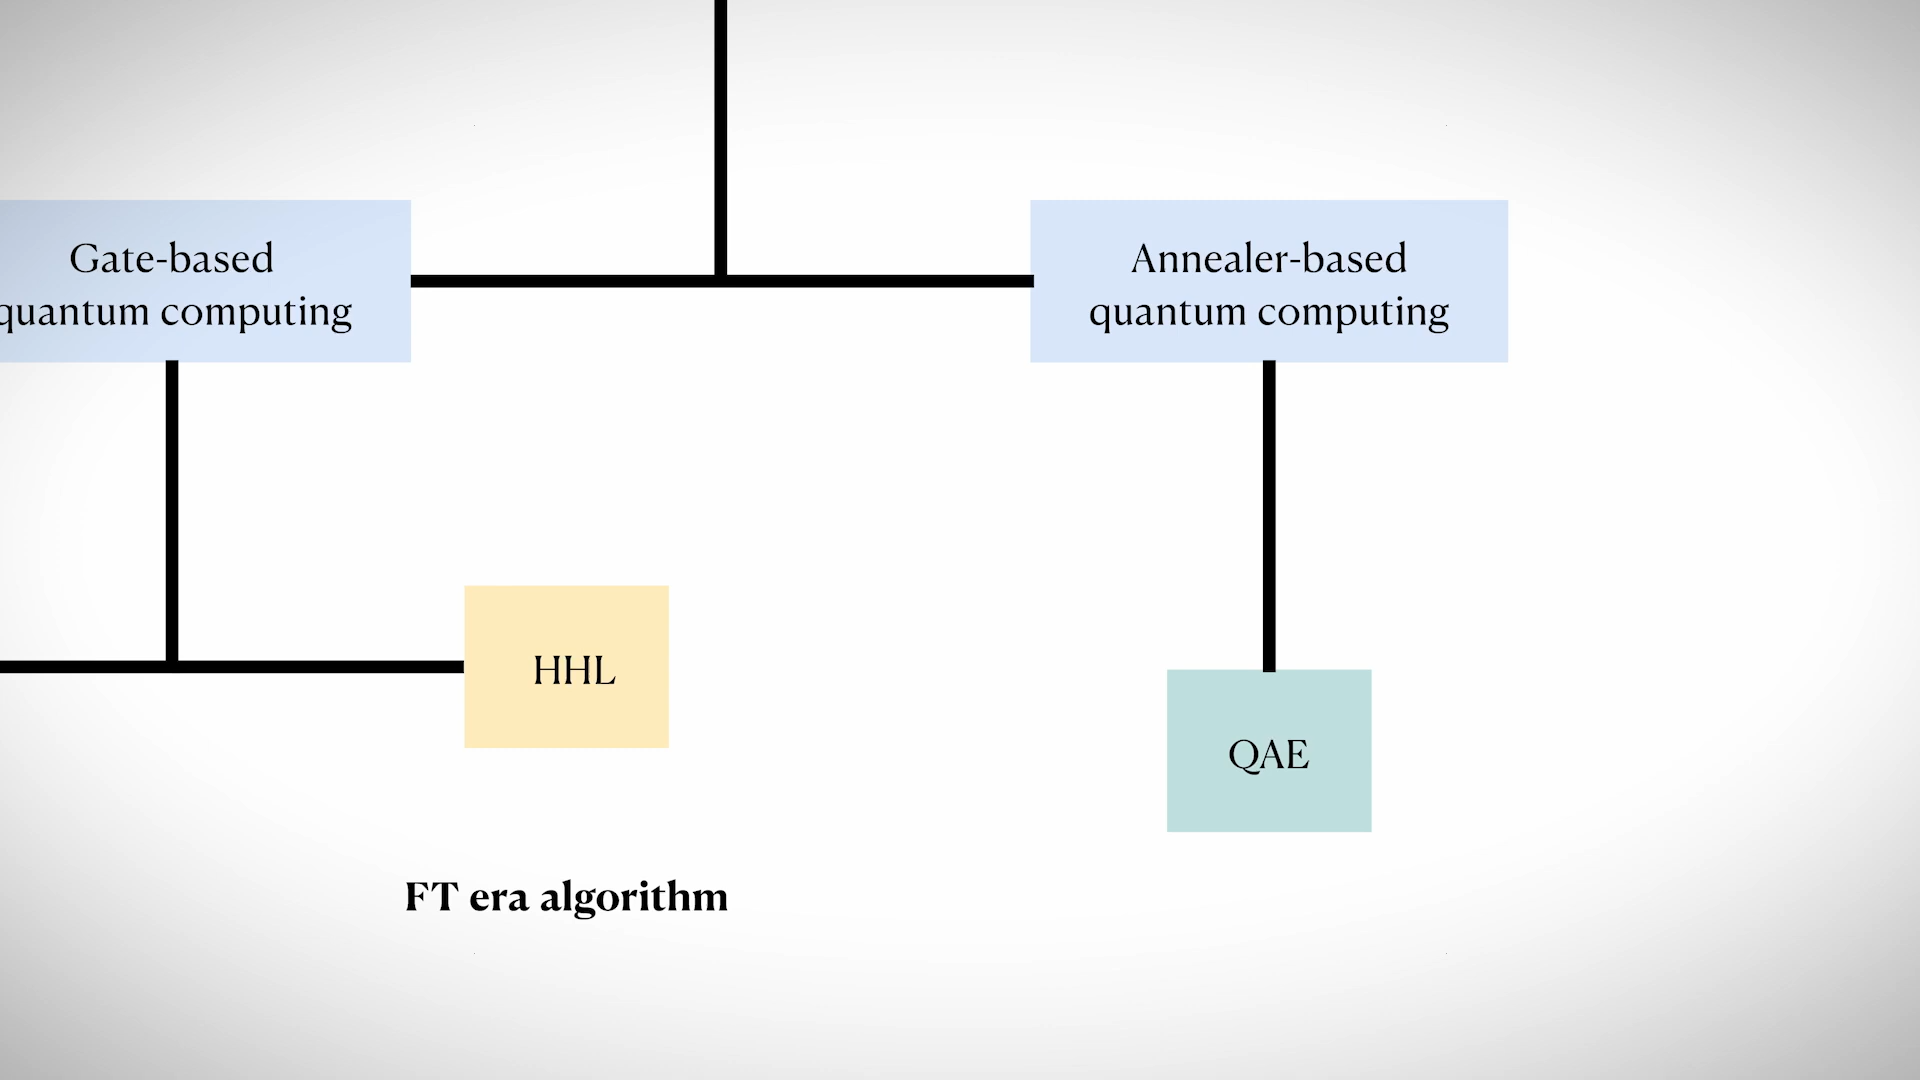 Gate-based
quantum computing
Annealer-based
quantum computing
HHL
QAE
FT era algorithm